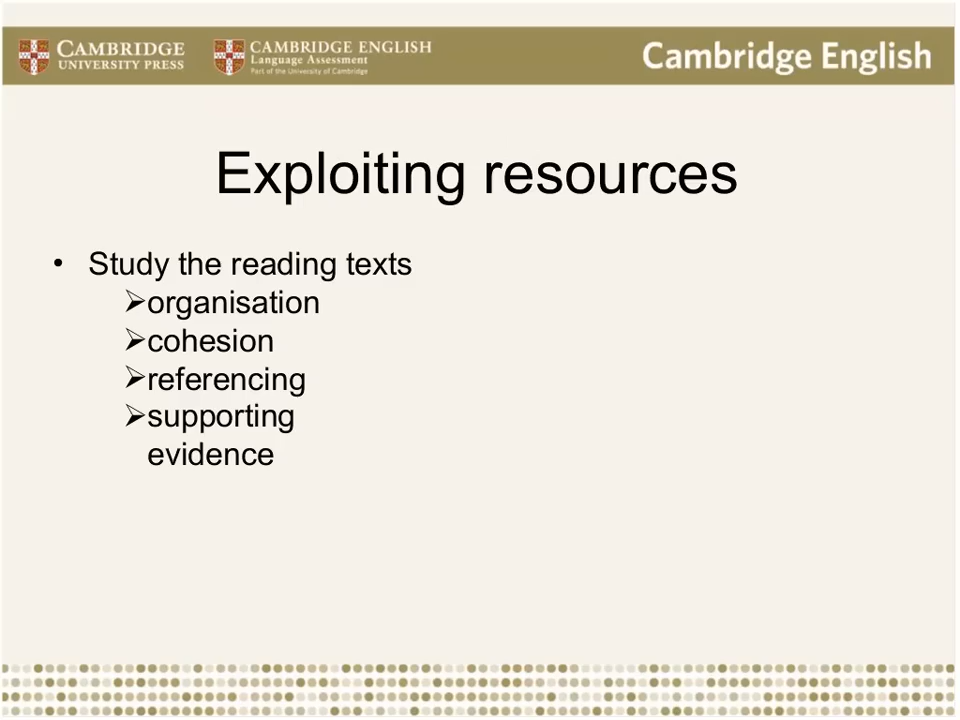 CAMBRIDGE
UNIVERSITY PRESS
CAMBRIDGE ENGLISH
Language Assessment
Part of the University of Cambridge
Cambridge English
Exploiting resources
• Study the reading texts
➢organisation
➢cohesion
➢referencing
➢supporting
evidence